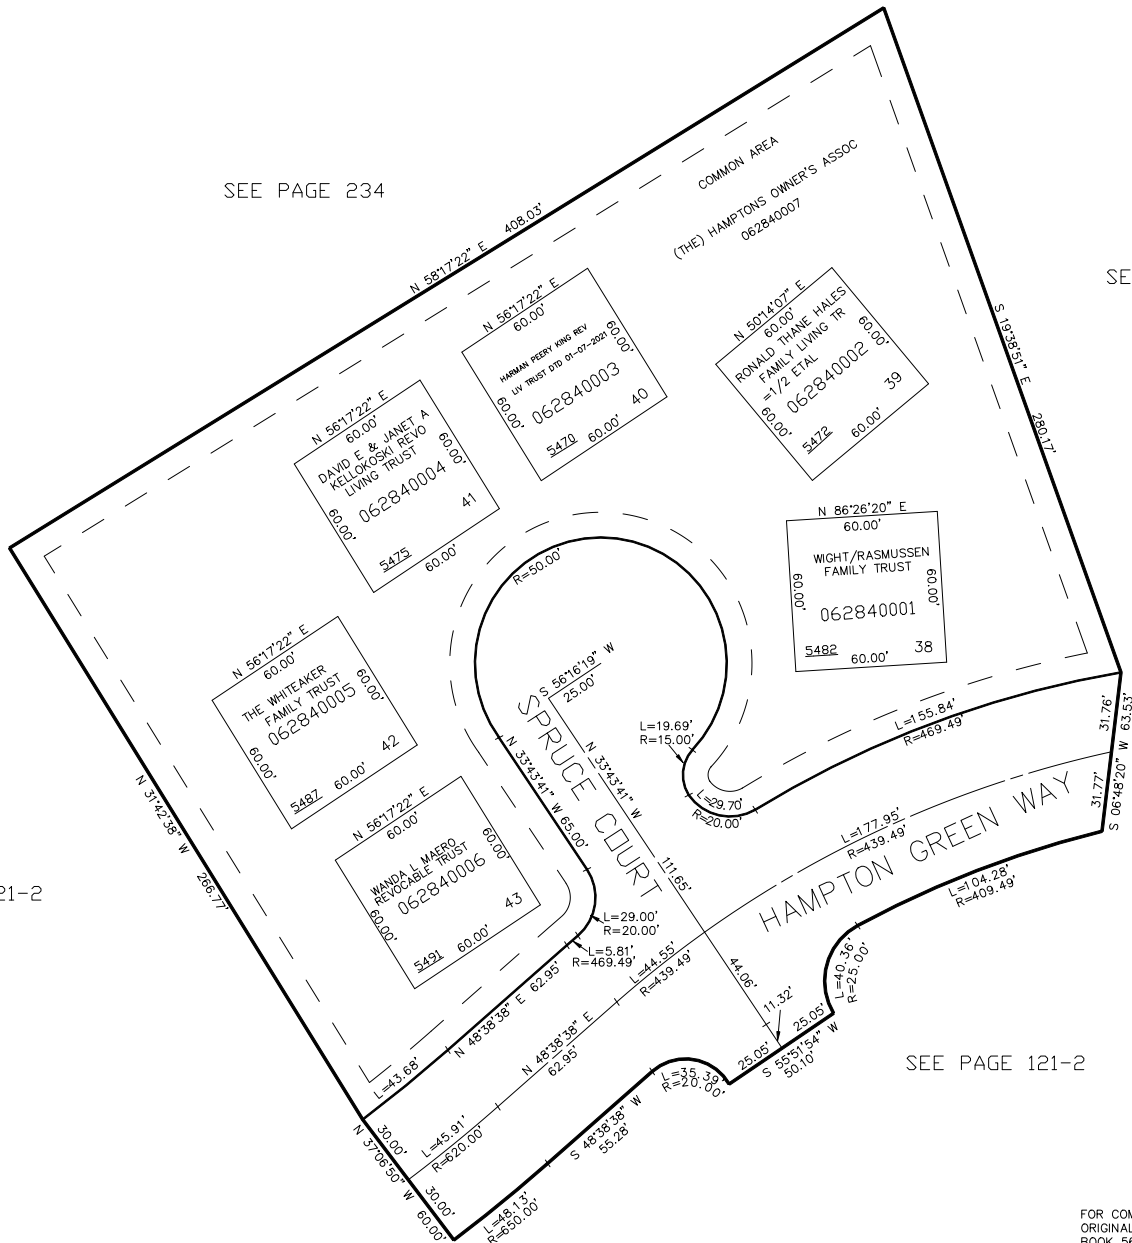 SEE PAGE 234
N 58°17'22" E 408.03'
COMMON AREA
(THE) HAMPTONS OWNER'S ASSOC
062840007
SE
S 19°38'51" E 280.17'
N 56°17'22" E
60.00'
HARMAN PEERY KING REV
LIV TRUST DTD 01-07-2021
60.00'
062840003
60.00'
40
5470
60.00'
N 50°14'07" E
60.00'
RONALD THANE HALES
FAMILY LIVING TR
=1/2 ETAL
60.00'
062840002
60.00'
39
5472
60.00'
N 56°17'22" E
60.00'
DAVID E & JANET A
KELLOKOSKI REVO
LIVING TRUST
60.00'
062840004
60.00'
41
5475
60.00'
N 86°26'20" E
60.00'
WIGHT/RASMUSSEN
FAMILY TRUST
60.00'
60.00'
062840001
5482
60.00'
38
R=50.00'
N 56°17'22" E
60.00'
THE WHITEAKER
FAMILY TRUST
60.00'
062840005
60.00'
42
5487
60.00'
S 56°16'19" W
25.00'
SPRUCE COURT
N 33°43'41" W
111.65'
N 33°43'41" W 65.00'
L=19.69'
R=15.00'
L=29.70'
R=20.00'
L=155.84'
R=469.49'
31.76'
31.77'
S 06°48'20" W 63.53'
L=177.95'
R=439.49'
HAMPTON GREEN WAY
L=104.28'
R=409.49'
N 31°42'38" W 266.77'
21-2
N 56°17'22" E
60.00'
WANDA L MAERO
REVOCABLE TRUST
60.00'
062840006
60.00'
43
5491
60.00'
L=29.00'
R=20.00'
L=5.81'
R=469.49'
L=44.55'
R=439.49'
44.06'
11.32'
L=40.36'
R=25.00'
25.05'
25.05'
S 55°51'54" W
50.10'
SEE PAGE 121-2
N 48°38'38" E 62.95'
N 48°38'38" E
62.95'
L=43.68'
L=35.39'
R=20.00'
S 48°38'38" W
55.28'
L=45.91'
R=620.00'
30.00'
30.00'
N 37°06'50" W 60.00'
L=48.13'
R=650.00'
FOR COM
ORIGINAL
BOOK 56